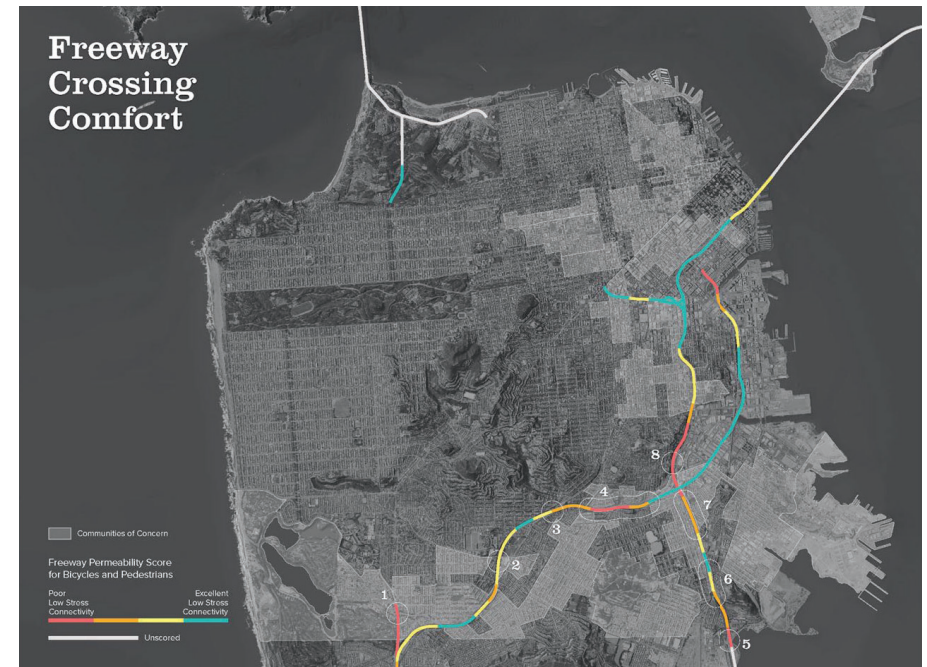 Freeway
Crossing
Comfort
8
4
7
3
2
6
1
5
Communities of Concern
Freeway Permeability Score
for Bicycles and Pedestrians
Poor
Low Stress
Connectivity
Excellent
Low Stress
Connectivity
Unscored